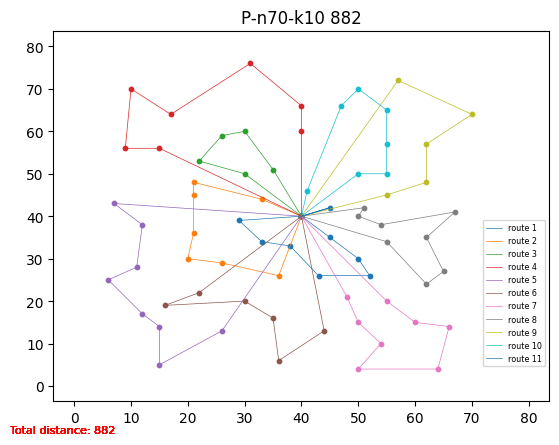 P-n70-k10 882
80
70
60
50
40
30
20
10
0
0 10 20 30 40 50 60 70 80
route 1
route 2
route 3
route 4
route 5
route 6
route 7
route 8
route 9
route 10
route 11
Total distance: 882